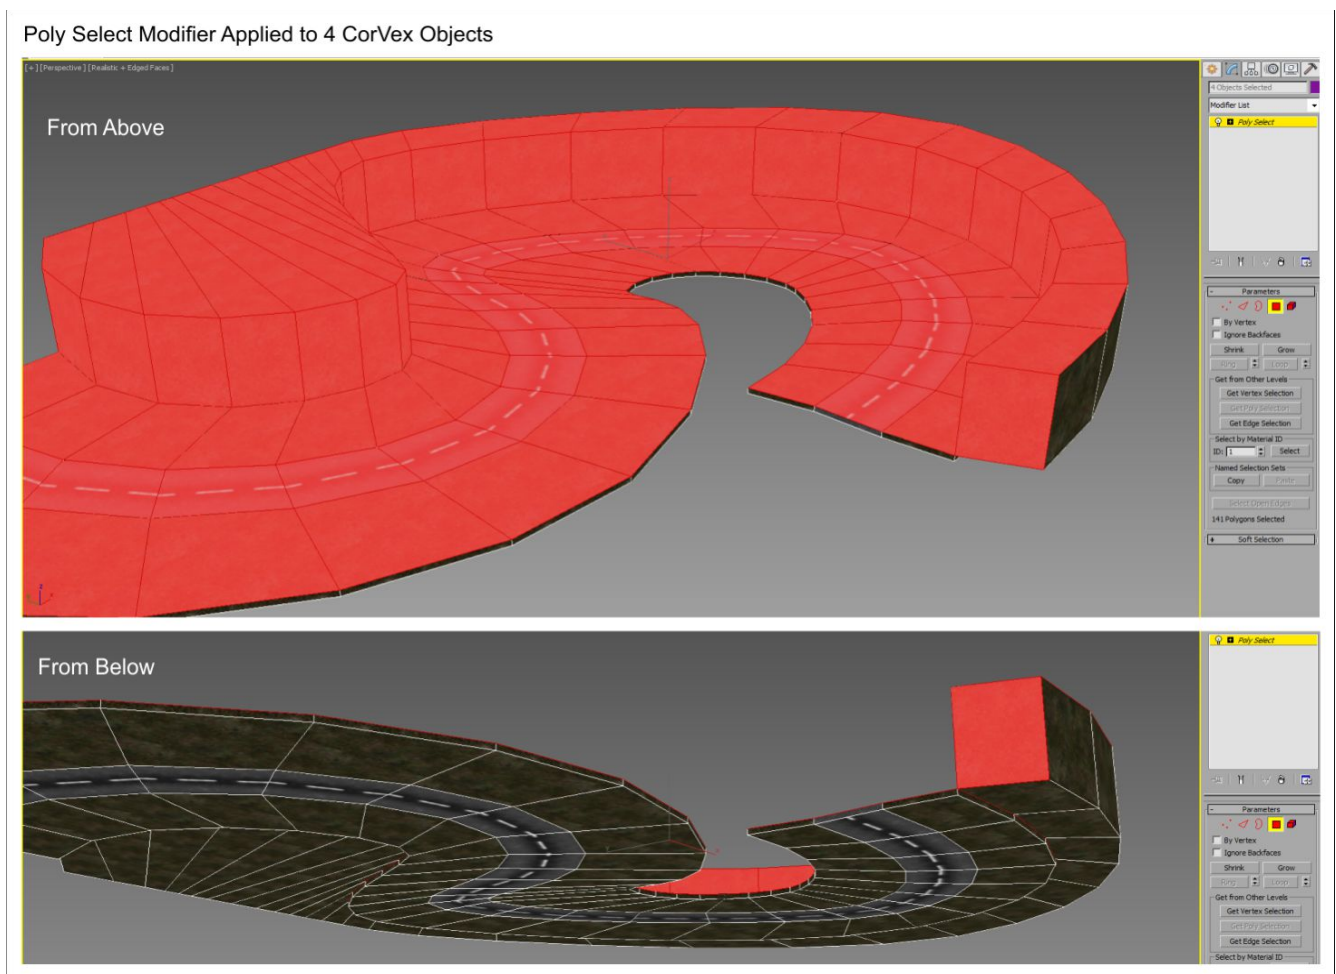 Poly Select Modifier Applied to 4 CorVex Objects
[+] [Perspective] [Realistic + Edged Faces]
From Above
4 Objects Selected
Modifier List
Poly Select
Parameters
By Vertex
Ignore Backfaces
Shrink Grow
Ring Loop
Get from Other Levels
Get Vertex Selection
Get Poly Selection
Get Edge Selection
Select by Material ID
ID: 1 Select
Named Selection Sets
Copy Paste
Select Open Edges
141 Polygons Selected
+ Soft Selection
From Below
Poly Select
Parameters
By Vertex
Ignore Backfaces
Shrink Grow
Ring Loop
Get from Other Levels
Get Vertex Selection
Get Poly Selection
Get Edge Selection
Select by Material ID